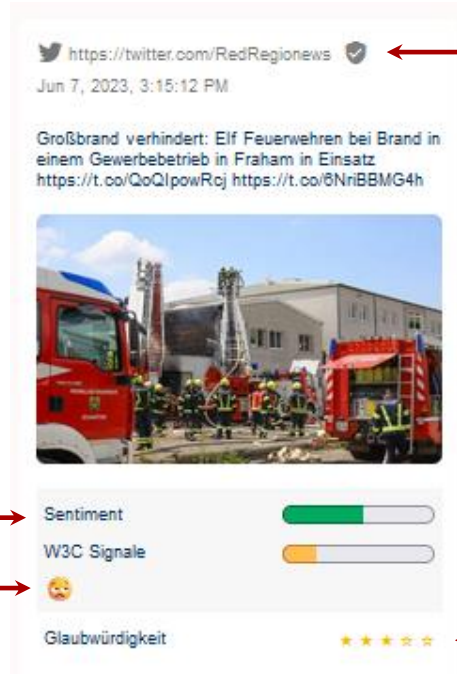 https://twitter.com/RedRegionews
Jun 7, 2023, 3:15:12 PM
Großbrand verhindert: Elf Feuerwehren bei Brand in
einem Gewerbebetrieb in Fraham in Einsatz
https://t.co/QoQIpowRcj https://t.co/6NriBBMG4h
Sentiment
W3C Signale
Glaubwürdigkeit